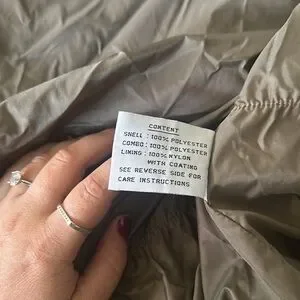 CONTENT
SHELL : 100% POLYESTER
COMBO: 100% POLYESTER
LINING : 100% NYLON
WITH COATING
SEE REVERSE SIDE FOR
CARE INSTRUCTIONS